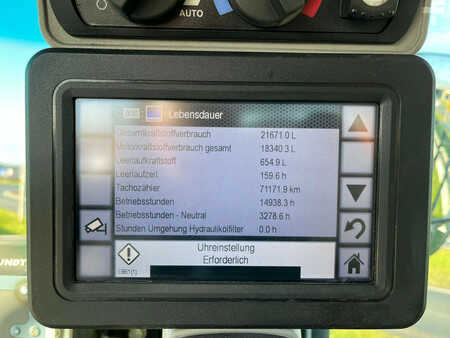 AUTO
Lebensdauer
Gesamtkraftstoffverbrauch 21671.0 L
Motorkraftstoffverbrauch gesamt 18340.3 L
Leerlaufkraftstoff 654.9 L
Leerlaufzeit 159.6 h
Tachozähler 71171.9 km
Betriebsstunden 14938.3 h
Betriebsstunden - Neutral 3278.6 h
Stunden Umgehung Hydraulikfilter 0.0 h
Uhreinstellung
Erforderlich